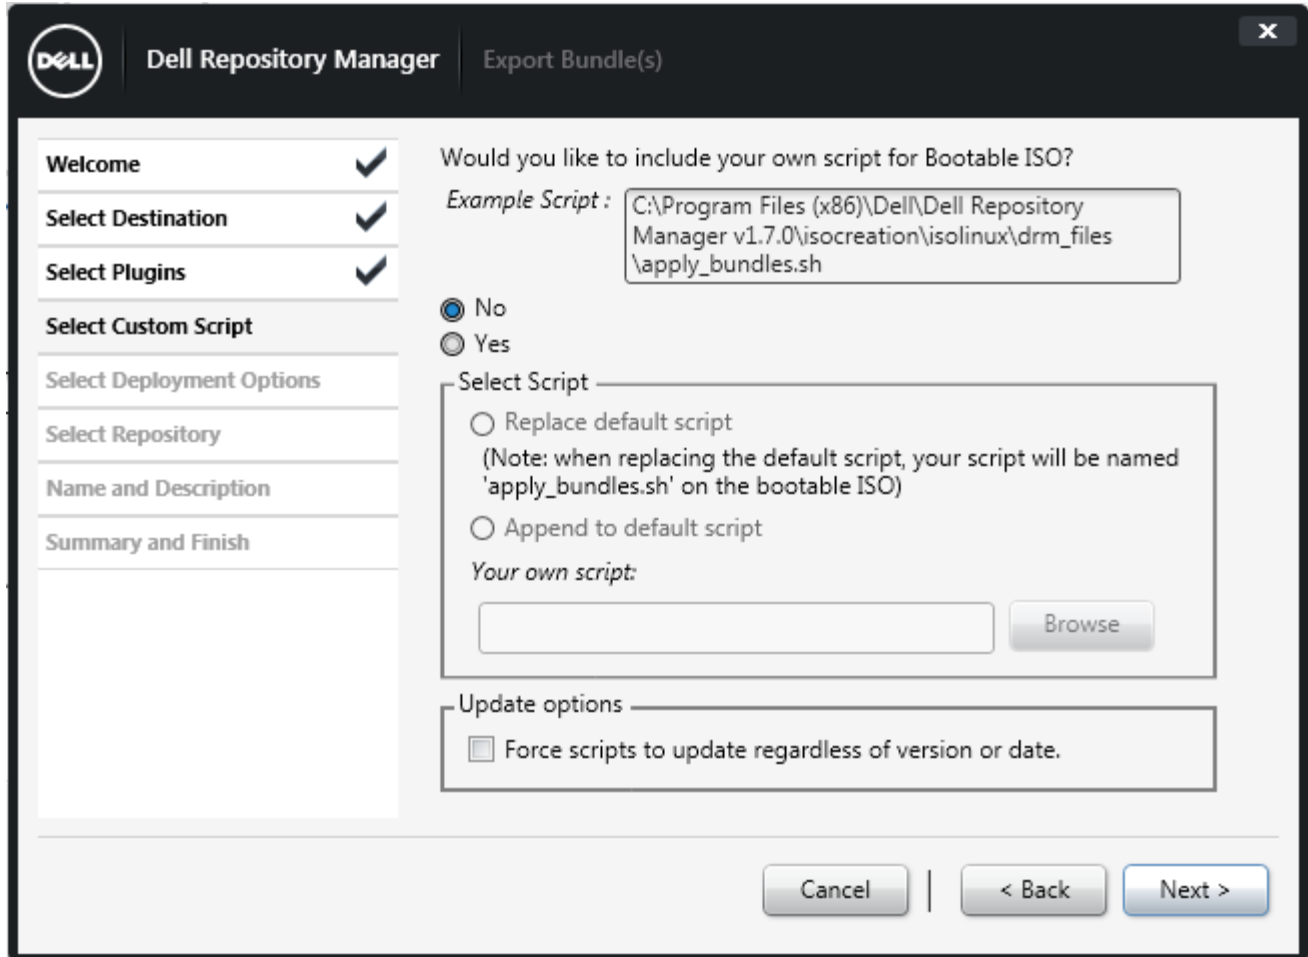 DELL
Dell Repository Manager
Export Bundle(s)
x
Welcome
Select Destination
Select Plugins
Select Custom Script
Select Deployment Options
Select Repository
Name and Description
Summary and Finish
Would you like to include your own script for Bootable ISO?
Example Script :
C:\Program Files (x86)\Dell\Dell Repository
Manager v1.7.0\isocreation\isolinux\drm_files
\apply_bundles.sh
No
Yes
Select Script
Replace default script
(Note: when replacing the default script, your script will be named
'apply_bundles.sh' on the bootable ISO)
Append to default script
Your own script:
Browse
Update options
Force scripts to update regardless of version or date.
Cancel
< Back
Next >